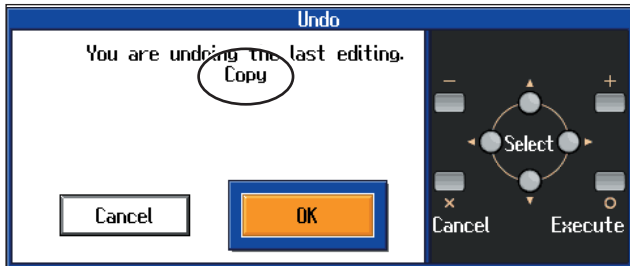 Undo
You are undoing the last editing.
Copy
Cancel
OK
− +
Select
× ○
Cancel Execute